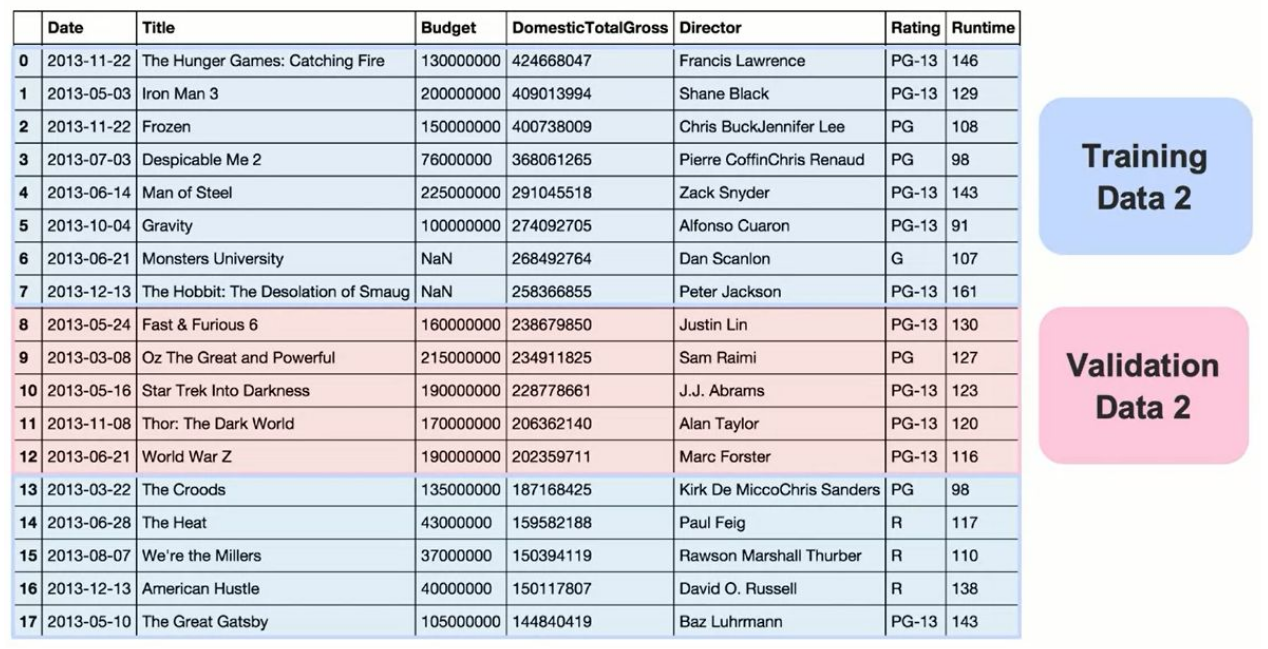 Date Title Budget DomesticTotalGross Director Rating Runtime
0 2013-11-22 The Hunger Games: Catching Fire 130000000 424668047 Francis Lawrence PG-13 146
1 2013-05-03 Iron Man 3 200000000 409013994 Shane Black PG-13 129
2 2013-11-22 Frozen 150000000 400738009 Chris BuckJennifer Lee PG 108
3 2013-07-03 Despicable Me 2 76000000 368061265 Pierre CoffinChris Renaud PG 98
4 2013-06-14 Man of Steel 225000000 291045518 Zack Snyder PG-13 143
5 2013-10-04 Gravity 100000000 274092705 Alfonso Cuaron PG-13 91
6 2013-06-21 Monsters University NaN 268492764 Dan Scanlon G 107
7 2013-12-13 The Hobbit: The Desolation of Smaug NaN 258366855 Peter Jackson PG-13 161
8 2013-05-24 Fast & Furious 6 160000000 238679850 Justin Lin PG-13 130
9 2013-03-08 Oz The Great and Powerful 215000000 234911825 Sam Raimi PG 127
10 2013-05-16 Star Trek Into Darkness 190000000 228778661 J.J. Abrams PG-13 123
11 2013-11-08 Thor: The Dark World 170000000 206362140 Alan Taylor PG-13 120
12 2013-06-21 World War Z 190000000 202359711 Marc Forster PG-13 116
13 2013-03-22 The Croods 135000000 187168425 Kirk De MiccoChris Sanders PG 98
14 2013-06-28 The Heat 43000000 159582188 Paul Feig R 117
15 2013-08-07 We're the Millers 37000000 150394119 Rawson Marshall Thurber R 110
16 2013-12-13 American Hustle 40000000 150117807 David O. Russell R 138
17 2013-05-10 The Great Gatsby 105000000 144840419 Baz Luhrmann PG-13 143
Training
Data 2
Validation
Data 2